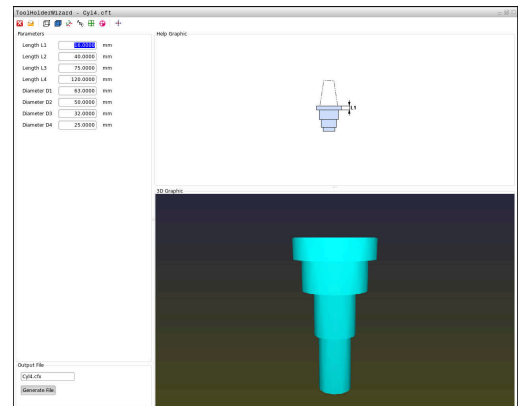 ToolHolderWizard - Cyl4.cft
Parameters
Length L1 mm
Length L2 40.0000 mm
Length L3 75.0000 mm
Length L4 120.0000 mm
Diameter D1 63.0000 mm
Diameter D2 50.0000 mm
Diameter D3 32.0000 mm
Diameter D4 25.0000 mm
Output File
Cyl4.cfx
Generate File
Help Graphic
L1
3D Graphic